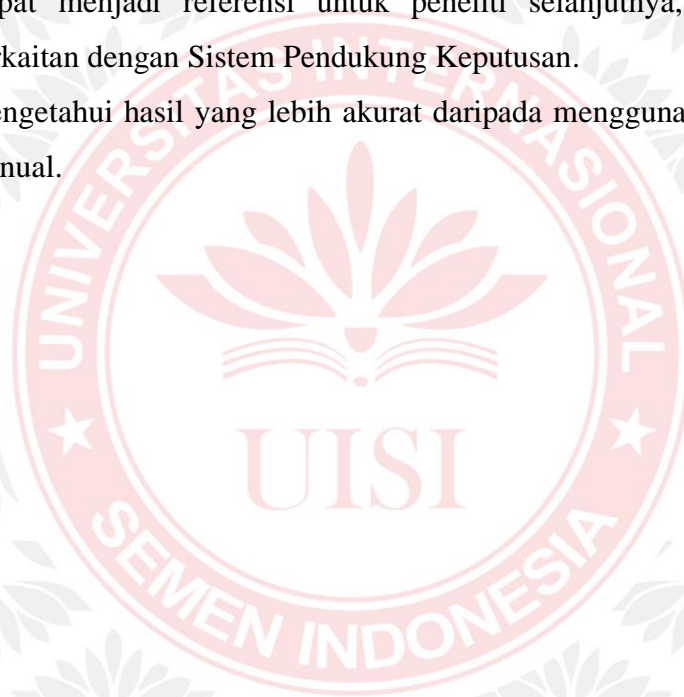 pat menjadi referensi untuk peneliti selanjutnya,
rkaitan dengan Sistem Pendukung Keputusan.
engetahui hasil yang lebih akurat daripada mengguna
nual.
UNIVERSITAS INTERNASIONAL
UISI
SEMEN INDONESIA